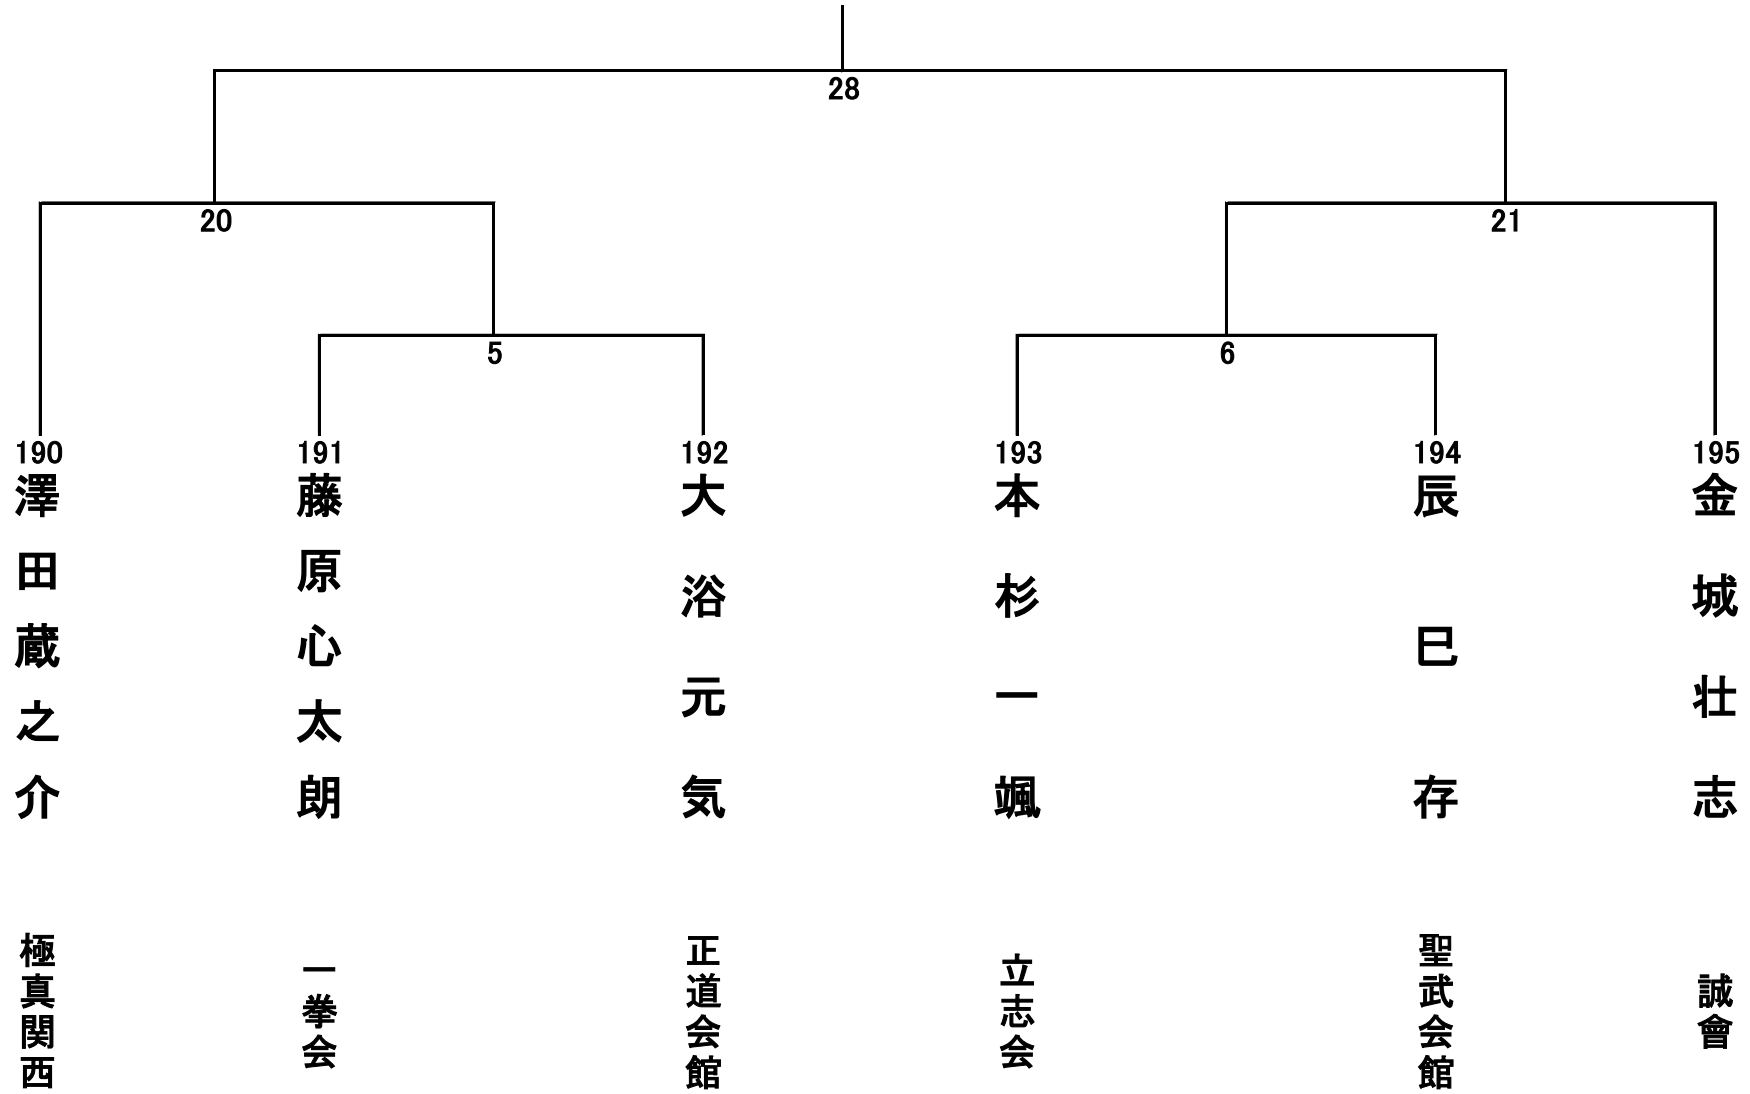 28
20
21
5
6
190
191
192
193
194
195
澤田蔵之介
藤原心太朗
大浴元気
本杉一颯
辰巳存
金城壮志
極真関西
一拳会
正道会館
立志会
聖武会館
誠會